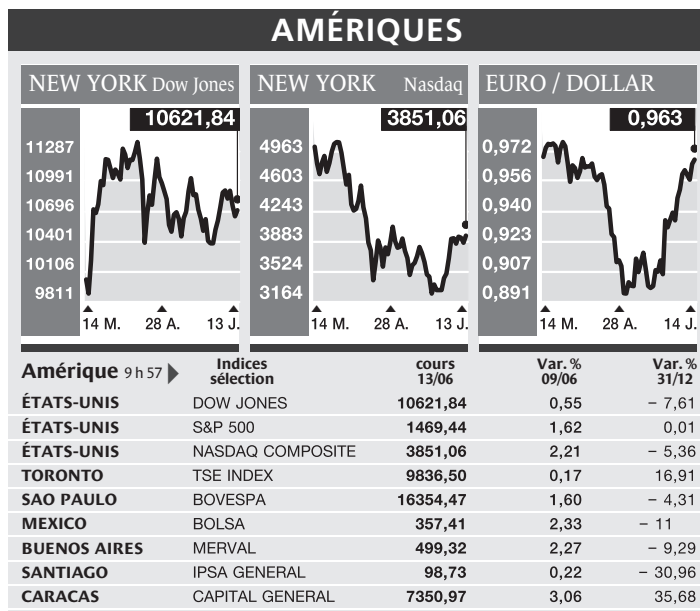 AMÉRIQUES
NEW YORK Dow Jones
10621,84
11287
10991
10696
10401
10106
9811
14 M. 28 A. 13 J.
NEW YORK Nasdaq
3851,06
4963
4603
4243
3883
3524
3164
14 M. 28 A. 13 J.
EURO / DOLLAR
0,963
0,972
0,956
0,940
0,923
0,907
0,891
14 M. 28 A. 14 J.
Amérique 9 h 57 Indices sélection cours 13/06 Var. % 09/06 Var. % 31/12
ÉTATS-UNIS DOW JONES 10621,84 0,55 – 7,61
ÉTATS-UNIS S&P 500 1469,44 1,62 0,01
ÉTATS-UNIS NASDAQ COMPOSITE 3851,06 2,21 – 5,36
TORONTO TSE INDEX 9836,50 0,17 16,91
SAO PAULO BOVESPA 16354,47 1,60 – 4,31
MEXICO BOLSA 357,41 2,33 – 11
BUENOS AIRES MERVAL 499,32 2,27 – 9,29
SANTIAGO IPSA GENERAL 98,73 0,22 – 30,96
CARACAS CAPITAL GENERAL 7350,97 3,06 35,68